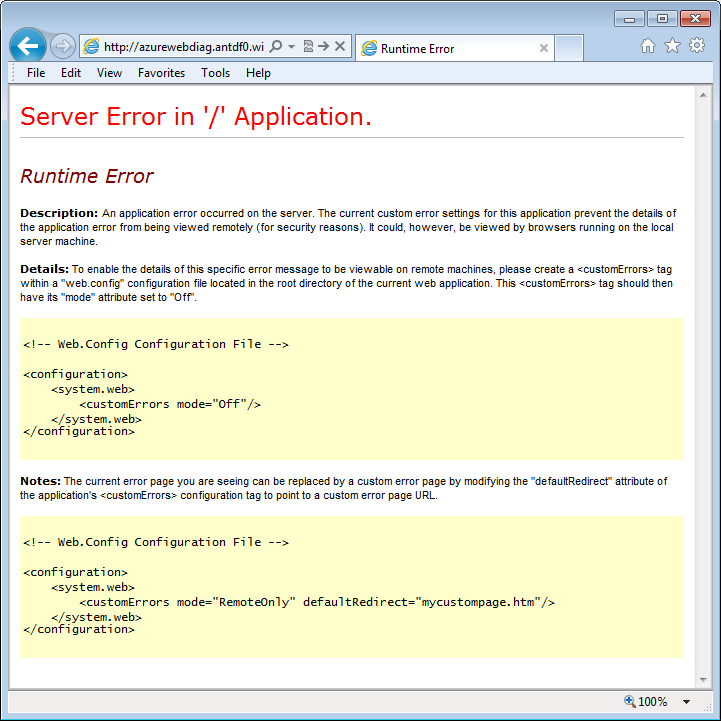 http://azurewebdiag.antdf0.wi
Runtime Error
File Edit View Favorites Tools Help
Server Error in '/' Application.
Runtime Error
Description: An application error occurred on the server. The current custom error settings for this application prevent the details of
the application error from being viewed remotely (for security reasons). It could, however, be viewed by browsers running on the local
server machine.
Details: To enable the details of this specific error message to be viewable on remote machines, please create a <customErrors> tag
within a "web.config" configuration file located in the root directory of the current web application. This <customErrors> tag should then
have its "mode" attribute set to "Off".
<!-- Web.Config Configuration File -->
<configuration>
    <system.web>
        <customErrors mode="Off"/>
    </system.web>
</configuration>
Notes: The current error page you are seeing can be replaced by a custom error page by modifying the "defaultRedirect" attribute of
the application's <customErrors> configuration tag to point to a custom error page URL.
<!-- Web.Config Configuration File -->
<configuration>
    <system.web>
        <customErrors mode="RemoteOnly" defaultRedirect="mycustompage.htm"/>
    </system.web>
</configuration>
100%